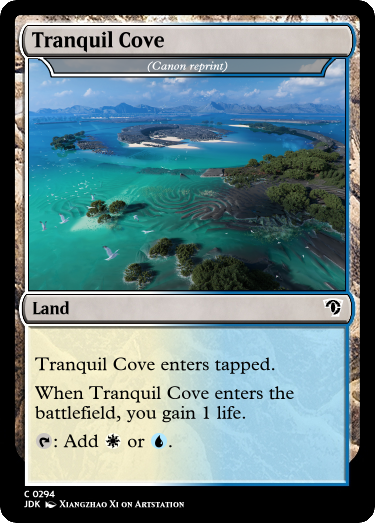 Tranquil Cove
(Canon reprint)
Land
Tranquil Cove enters tapped.
When Tranquil Cove enters the
battlefield, you gain 1 life.
: Add or .
C 0294
JDK Xiangzhao Xi on Artstation